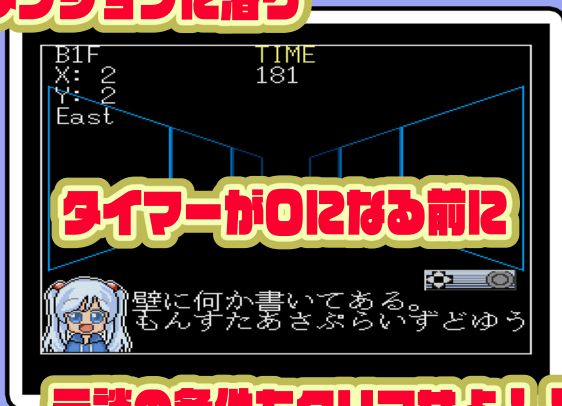 B1F
TIME
X: 2
181
Y: 2
East
タイマーが0になる前に
壁に何か書いてある。
もんすたあさぷらいずどゆう